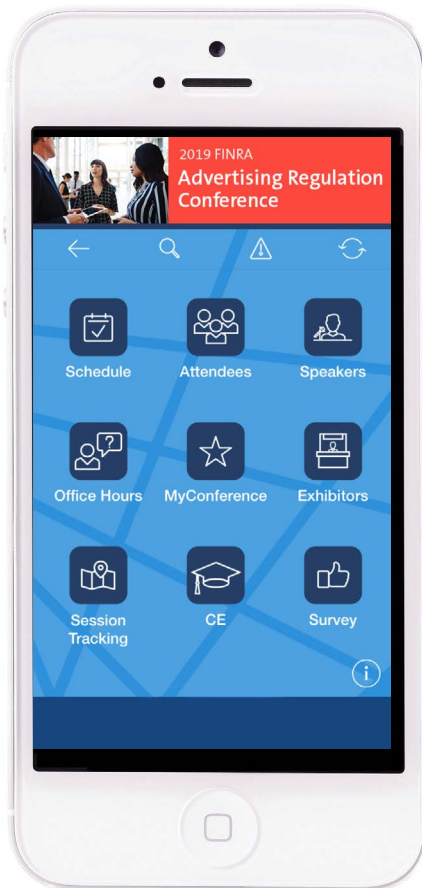 2019 FINRA
Advertising Regulation
Conference
Schedule
Attendees
Speakers
Office Hours
MyConference
Exhibitors
Session
Tracking
CE
Survey